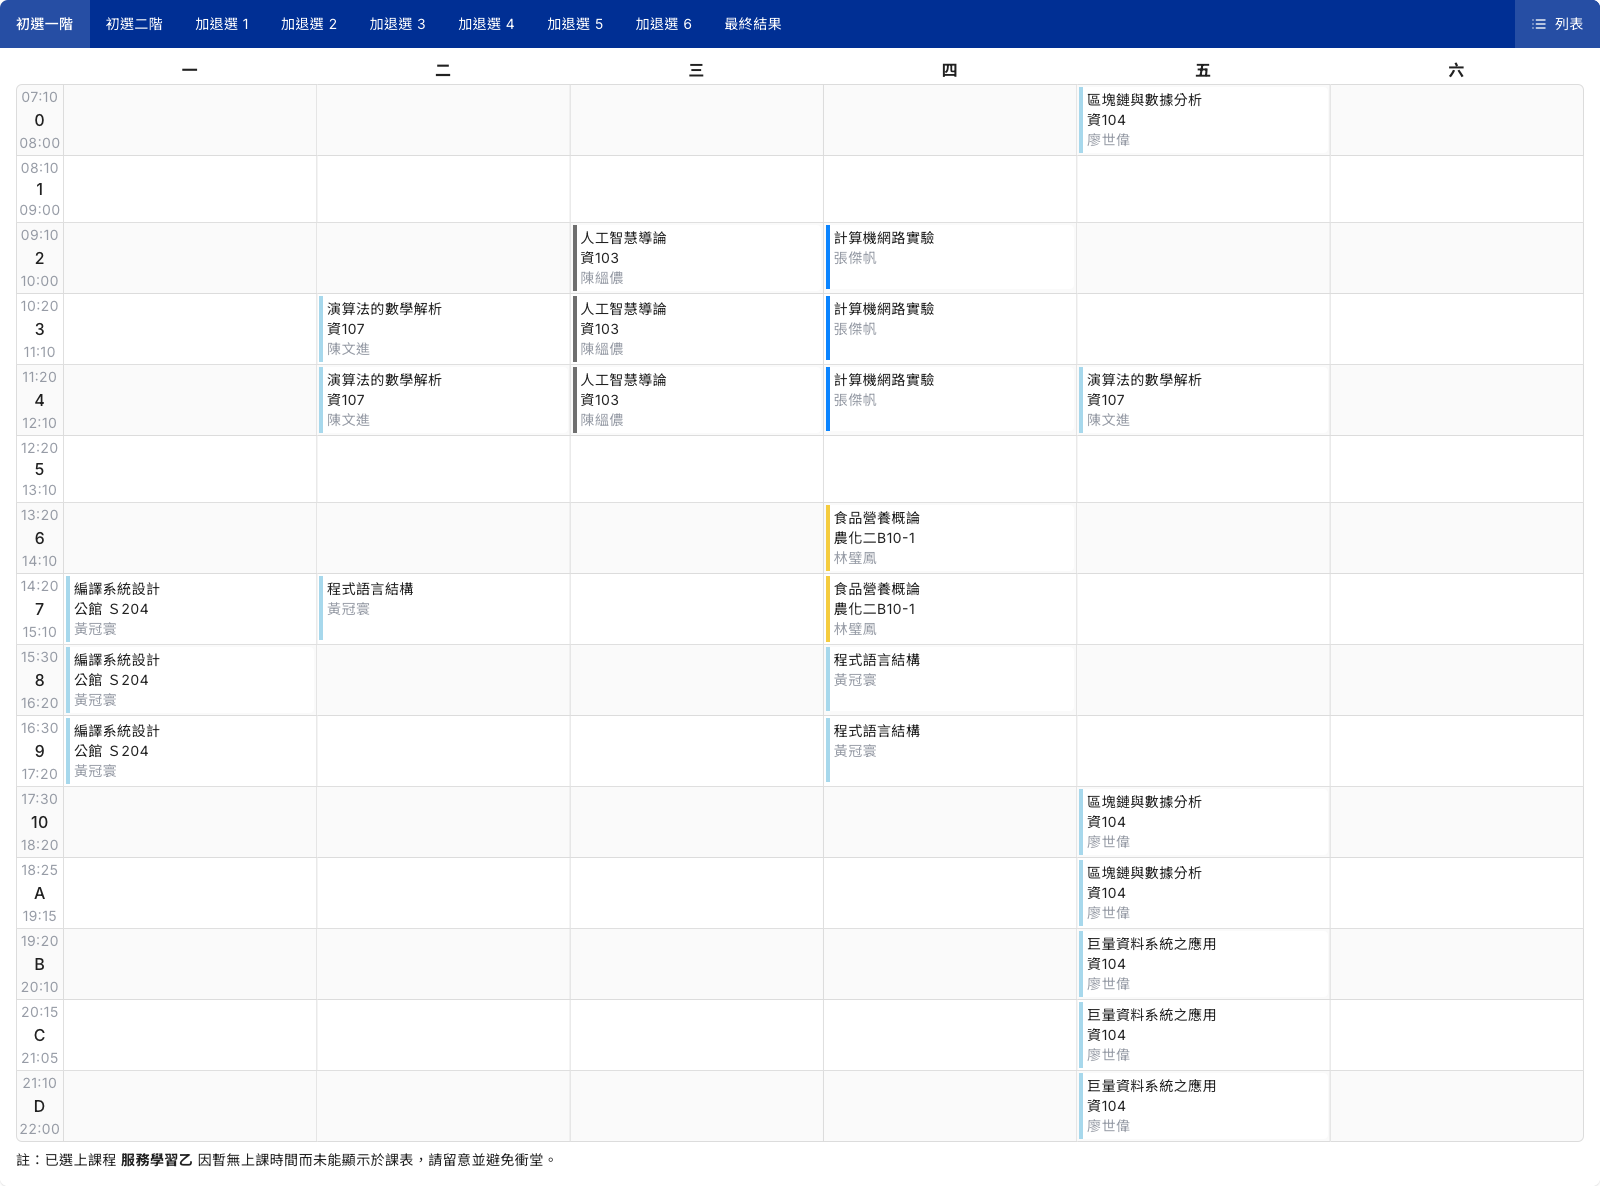 初選一階
初選二階
加退選 1
加退選 2
加退選 3
加退選 4
加退選 5
加退選 6
最終結果
列表
一
二
三
四
五
六
07:10
0
08:00
區塊鏈與數據分析
資104
廖世偉
08:10
1
09:00
09:10
2
10:00
人工智慧導論
資103
陳縕儂
計算機網路實驗
張傑帆
10:20
3
11:10
演算法的數學解析
資107
陳文進
人工智慧導論
資103
陳縕儂
計算機網路實驗
張傑帆
11:20
4
12:10
演算法的數學解析
資107
陳文進
人工智慧導論
資103
陳縕儂
計算機網路實驗
張傑帆
演算法的數學解析
資107
陳文進
12:20
5
13:10
13:20
6
14:10
食品營養概論
農化二B10-1
林璧鳳
14:20
7
15:10
編譯系統設計
公館 S204
黃冠寰
程式語言結構
黃冠寰
食品營養概論
農化二B10-1
林璧鳳
15:30
8
16:20
編譯系統設計
公館 S204
黃冠寰
程式語言結構
黃冠寰
16:30
9
17:20
編譯系統設計
公館 S204
黃冠寰
程式語言結構
黃冠寰
17:30
10
18:20
區塊鏈與數據分析
資104
廖世偉
18:25
A
19:15
區塊鏈與數據分析
資104
廖世偉
19:20
B
20:10
巨量資料系統之應用
資104
廖世偉
20:15
C
21:05
巨量資料系統之應用
資104
廖世偉
21:10
D
22:00
巨量資料系統之應用
資104
廖世偉
註：已選上課程 服務學習乙 因暫無上課時間而未能顯示於課表，請留意並避免衝堂。